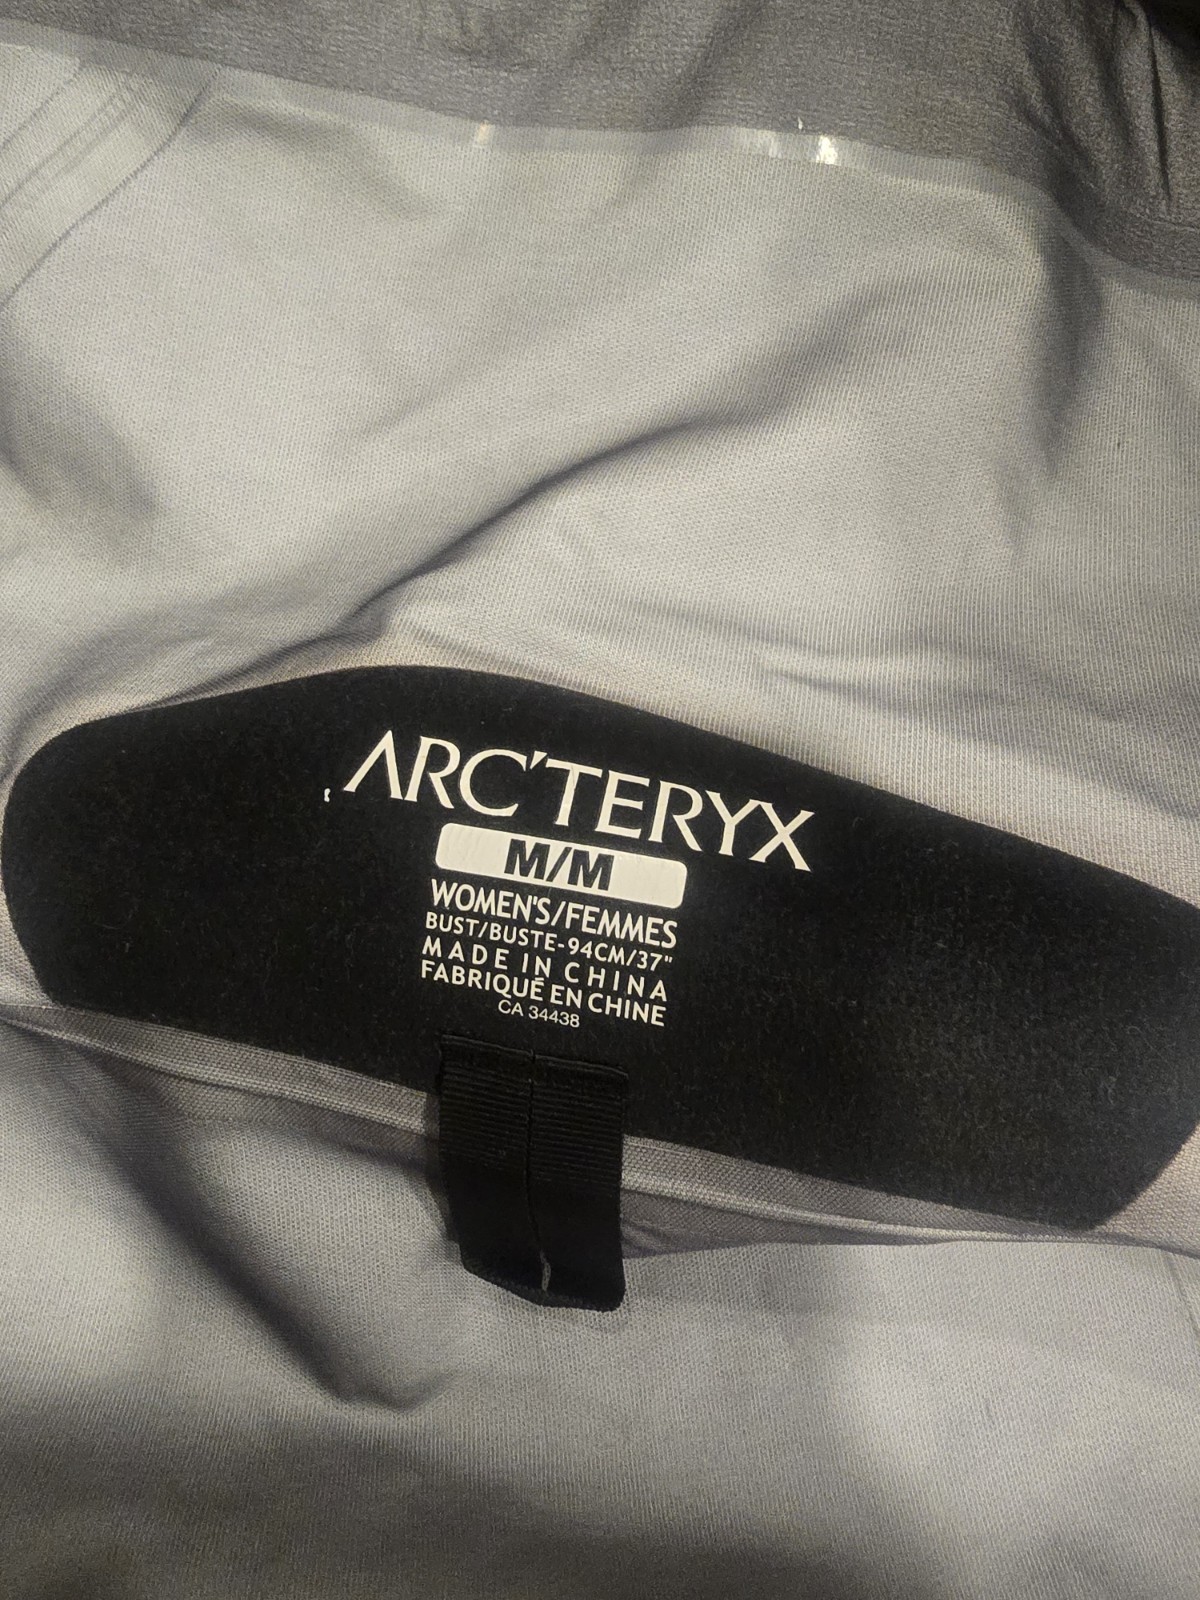 ARC'TERYX
M/M
WOMEN'S/FEMMES
BUST/BUSTE-94CM/37"
MADE IN CHINA
FABRIQUÉ EN CHINE
CA 34438